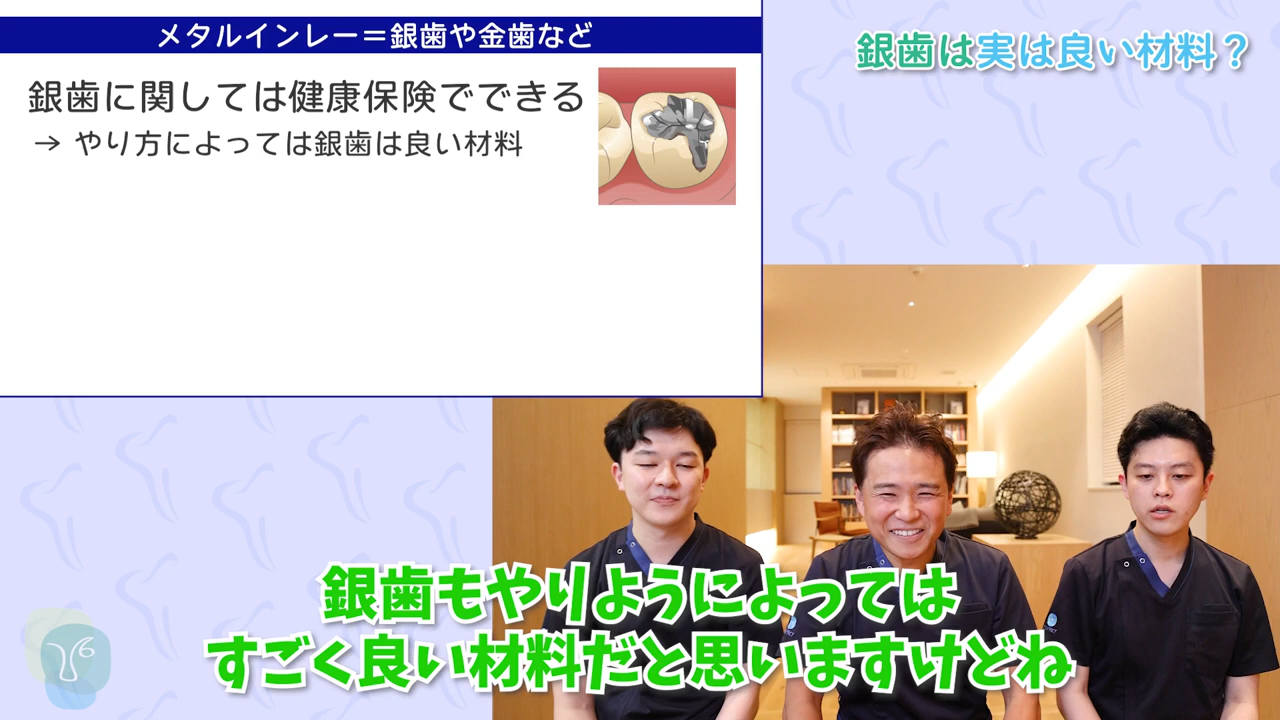 メタルインレー＝銀歯や金歯など
銀歯は実は良い材料？
銀歯に関しては健康保険でできる
→ やり方によっては銀歯は良い材料
銀歯もやりようによっては
すごく良い材料だと思いますけどね